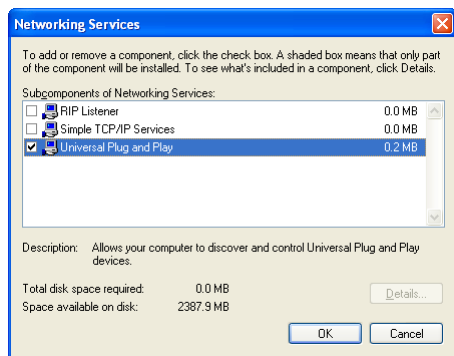 Networking Services
To add or remove a component, click the check box. A shaded box means that only part
of the component will be installed. To see what's included in a component, click Details.
Subcomponents of Networking Services:
RIP Listener 0.0 MB
Simple TCP/IP Services 0.0 MB
Universal Plug and Play 0.2 MB
Description: Allows your computer to discover and control Universal Plug and Play
devices.
Total disk space required: 0.0 MB
Details...
Space available on disk: 2387.9 MB
OK Cancel